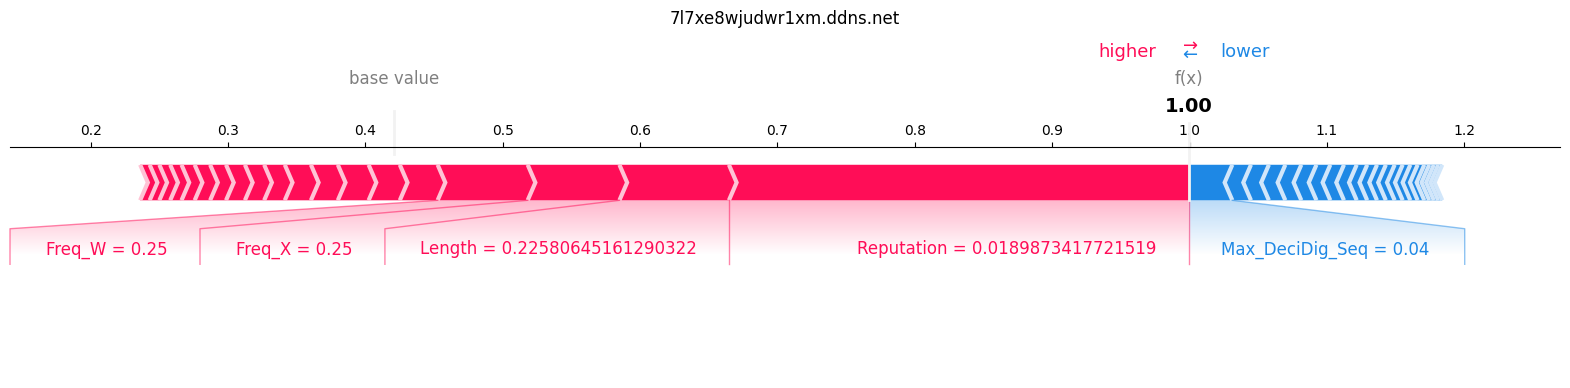 7l7xe8wjudwr1xm.ddns.net
higher ⇄ lower
base value f(x)
1.00
0.2 0.3 0.4 0.5 0.6 0.7 0.8 0.9 1.0 1.1 1.2
Freq_W = 0.25 Freq_X = 0.25 Length = 0.22580645161290322 Reputation = 0.0189873417721519 Max_DeciDig_Seq = 0.04